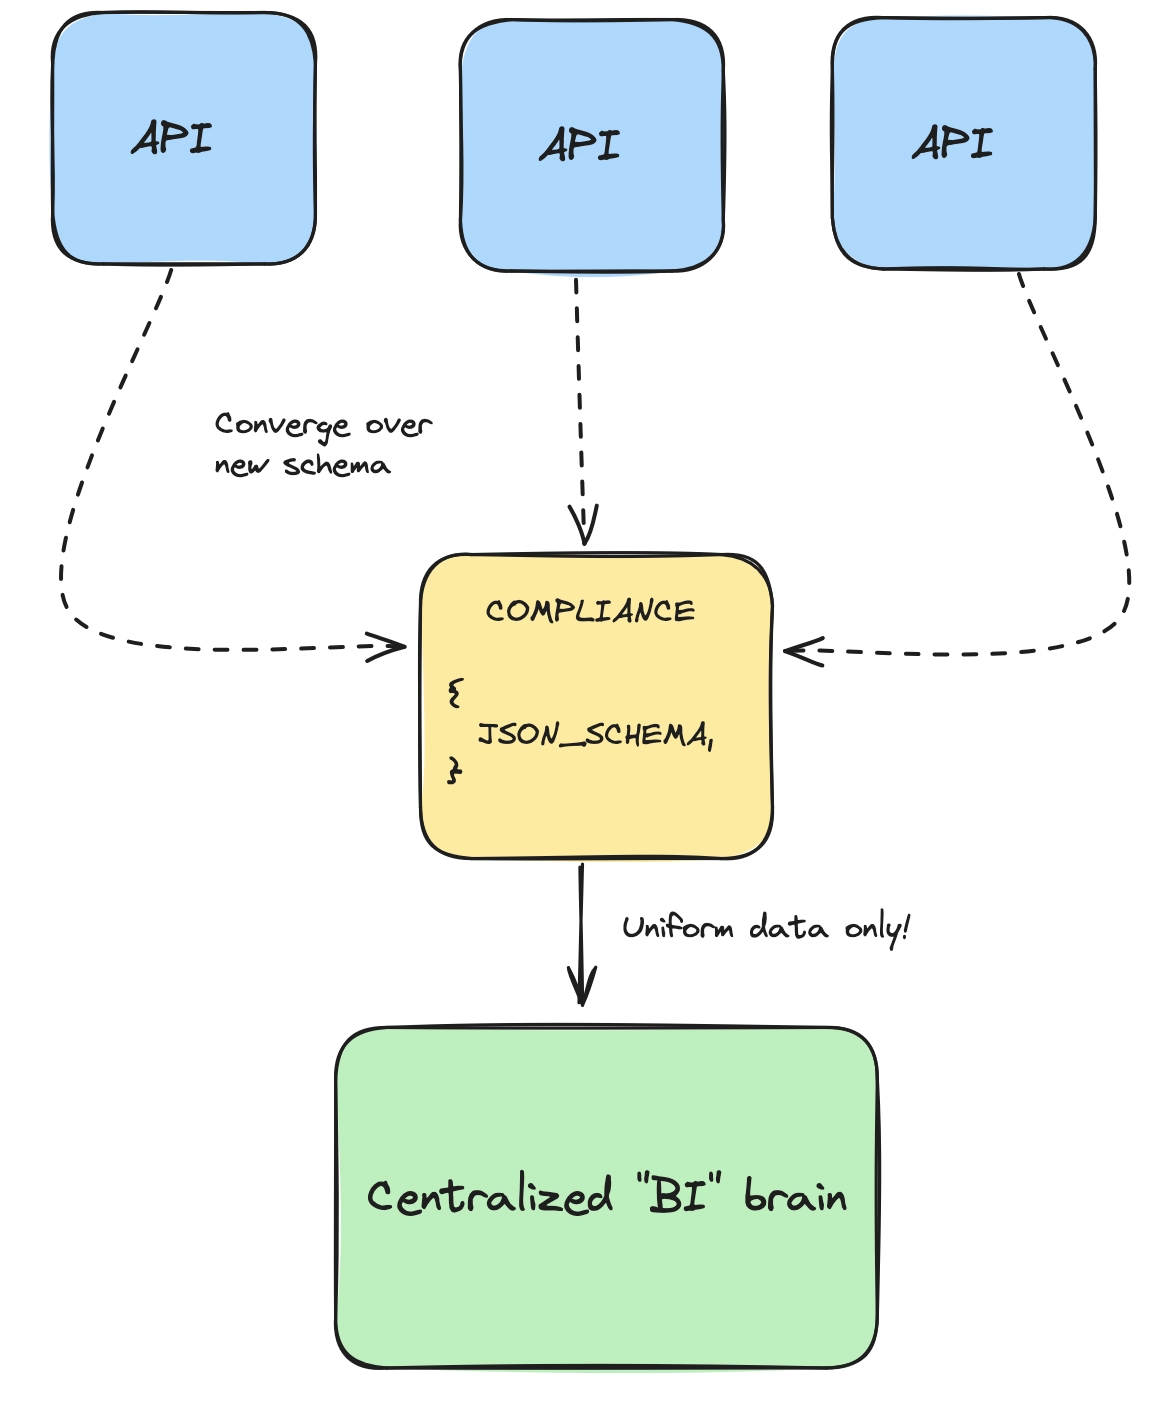 API
API
API
Converge over
new schema
COMPLIANCE
{
JSON_SCHEMA,
}
Uniform data only!
Centralized "BI" brain